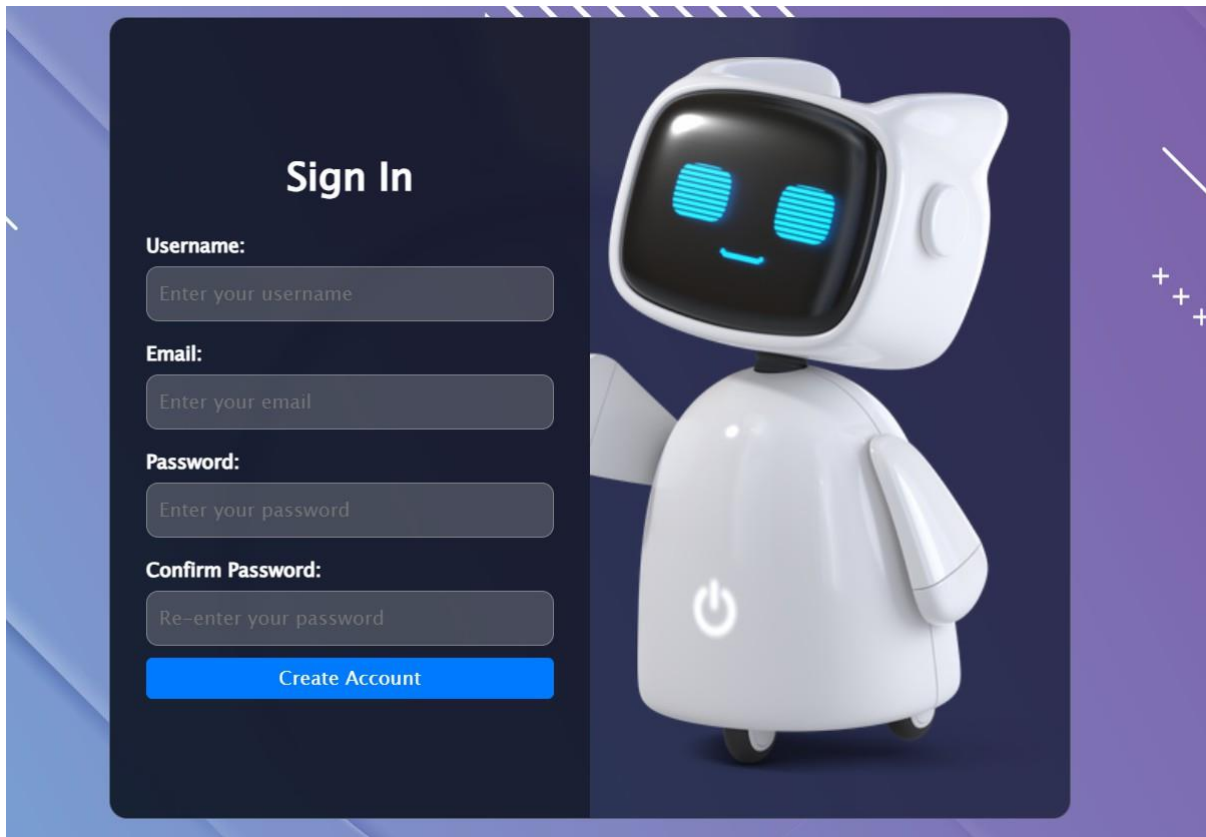 Sign In
Username:
Enter your username
Email:
Enter your email
Password:
Enter your password
Confirm Password:
Re-enter your password
Create Account